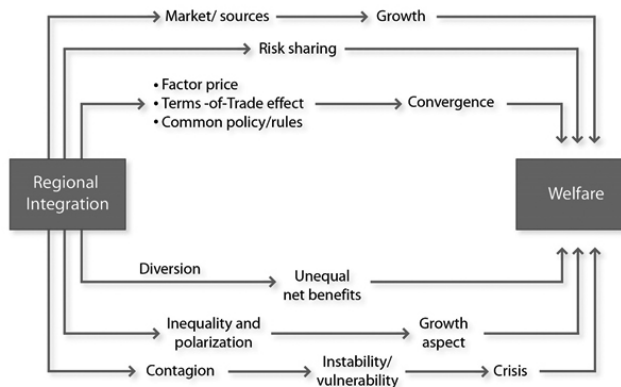 Market/ sources
Growth
Risk sharing
• Factor price
• Terms -of-Trade effect
• Common policy/rules
Convergence
Regional
Integration
Welfare
Diversion
Unequal
net benefits
Inequality and
polarization
Growth
aspect
Contagion
Instability/
vulnerability
Crisis